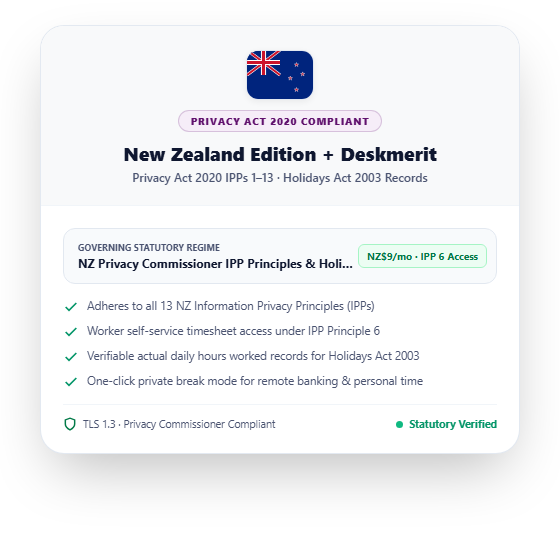 PRIVACY ACT 2020 COMPLIANT
New Zealand Edition + Deskmerit
Privacy Act 2020 IPPs 1–13 · Holidays Act 2003 Records
GOVERNING STATUTORY REGIME
NZ Privacy Commissioner IPP Principles & Holi...
NZ$9/mo · IPP 6 Access
Adheres to all 13 NZ Information Privacy Principles (IPPs)
Worker self-service timesheet access under IPP Principle 6
Verifiable actual daily hours worked records for Holidays Act 2003
One-click private break mode for remote banking & personal time
TLS 1.3 · Privacy Commissioner Compliant
Statutory Verified